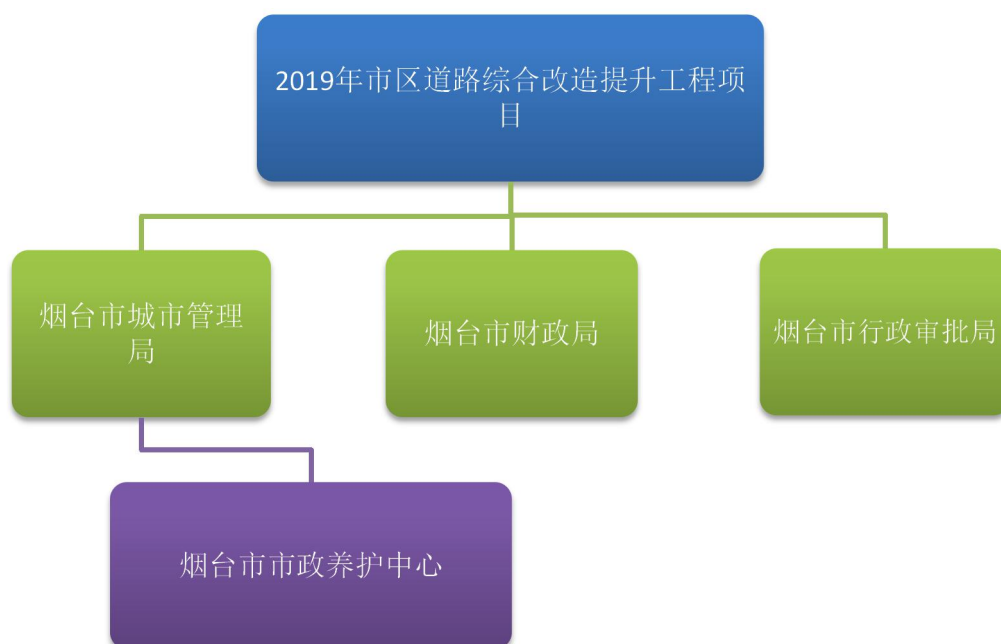 2019年市区道路综合改造提升工程项
目
烟台市城市管理
局
烟台市财政局
烟台市行政审批局
烟台市市政养护中心